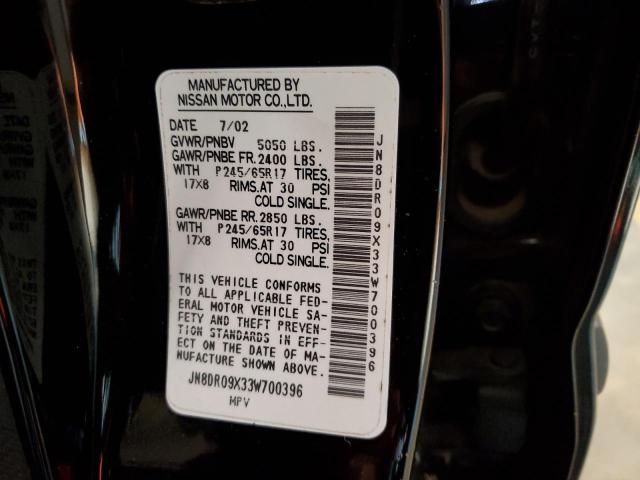 MANUFACTURED BY
NISSAN MOTOR CO.,LTD.
DATE 7/02
GVWR/PNBV 5050 LBS.
GAWR/PNBE FR. 2400 LBS.
WITH P245/65R17 TIRES,
17X8 RIMS.AT 30 PSI
COLD SINGLE.
GAWR/PNBE RR. 2850 LBS.
WITH P245/65R17 TIRES,
17X8 RIMS.AT 30 PSI
COLD SINGLE.
THIS VEHICLE CONFORMS
TO ALL APPLICABLE FED-
ERAL MOTOR VEHICLE SA-
FETY AND THEFT PREVEN-
TION STANDARDS IN EFF-
ECT ON THE DATE OF MA-
NUFACTURE SHOWN ABOVE.
JN8DR09X33W700396
MPV
JN8DR09X33W700396